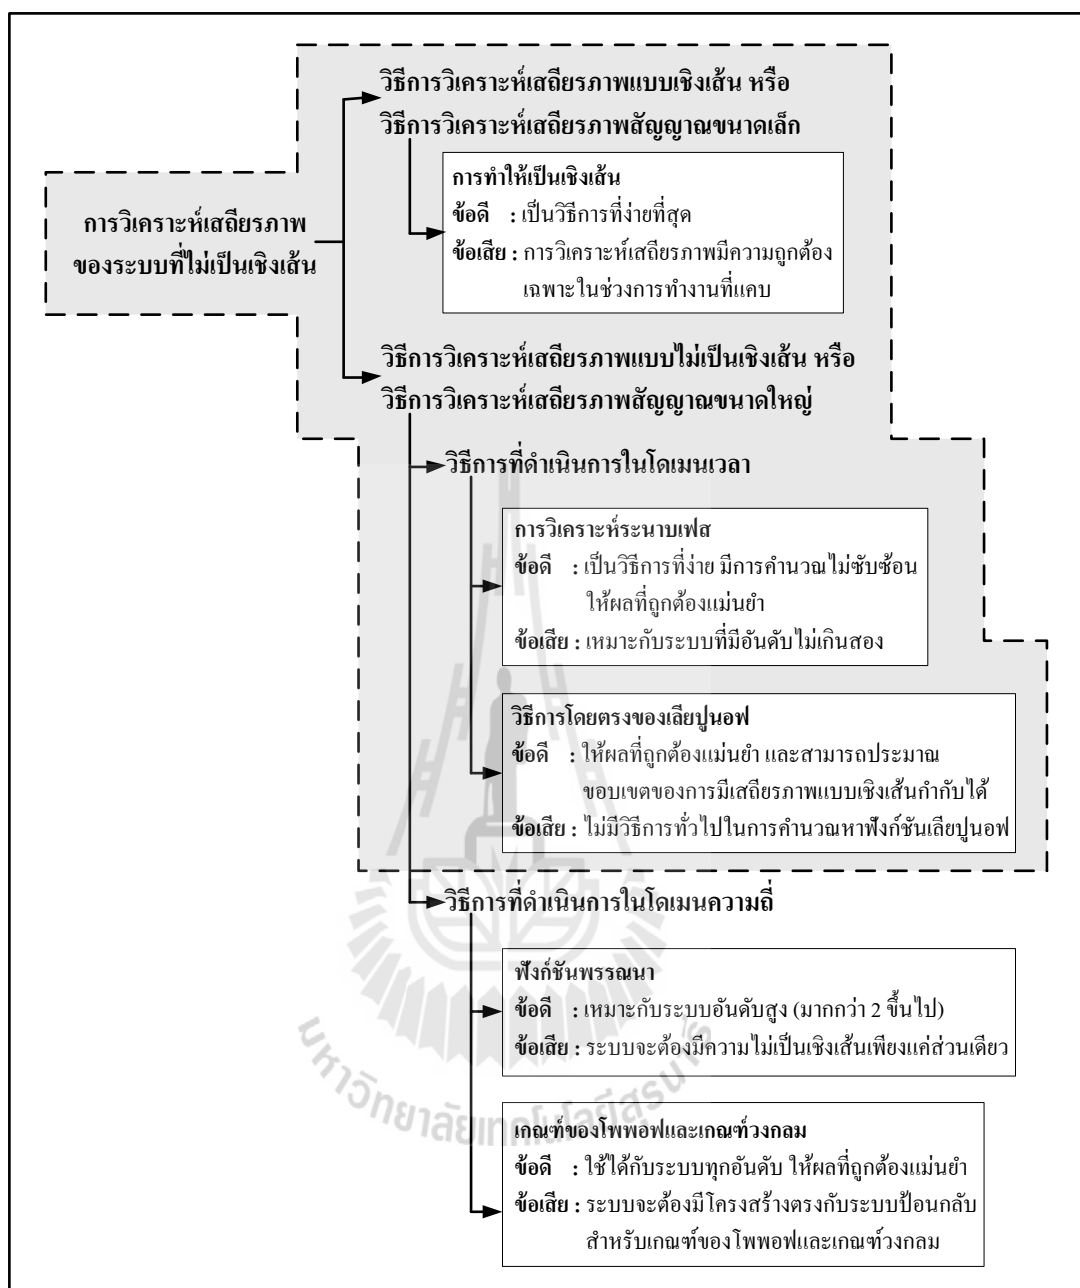 วิธีการวิเคราะห์เสถียรภาพแบบเชิงเส้น หรือ
วิธีการวิเคราะห์เสถียรภาพสัญญาณขนาดเล็ก
การทำให้เป็นเชิงเส้น
ข้อดี : เป็นวิธีการที่ง่ายที่สุด
ข้อเสีย : การวิเคราะห์เสถียรภาพมีความถูกต้อง
เฉพาะในช่วงการทำงานที่แคบ
การวิเคราะห์เสถียรภาพ
ของระบบที่ไม่เป็นเชิงเส้น
วิธีการวิเคราะห์เสถียรภาพแบบไม่เป็นเชิงเส้น หรือ
วิธีการวิเคราะห์เสถียรภาพสัญญาณขนาดใหญ่
วิธีการที่ดำเนินการในโดเมนเวลา
การวิเคราะห์ระนาบเฟส
ข้อดี : เป็นวิธีการที่ง่าย มีการคำนวณไม่ซับซ้อน
ให้ผลที่ถูกต้องแม่นยำ
ข้อเสีย : เหมาะกับระบบที่มีอันดับไม่เกินสอง
วิธีการโดยตรงของเลียปูนอฟ
ข้อดี : ให้ผลที่ถูกต้องแม่นยำ และสามารถประมาณ
ขอบเขตของการมีเสถียรภาพแบบเชิงเส้นกำกับได้
ข้อเสีย : ไม่มีวิธีการทั่วไปในการคำนวณหาฟังก์ชันเลียปูนอฟ
วิธีการที่ดำเนินการในโดเมนความถี่
ฟังก์ชันพรรณนา
ข้อดี : เหมาะกับระบบอันดับสูง (มากกว่า 2 ขึ้นไป)
ข้อเสีย : ระบบจะต้องมีความไม่เป็นเชิงเส้นเพียงแค่ส่วนเดียว
เกณฑ์ของโพพอฟและเกณฑ์วงกลม
ข้อดี : ใช้ได้กับระบบทุกอันดับ ให้ผลที่ถูกต้องแม่นยำ
ข้อเสีย : ระบบจะต้องมีโครงสร้างตรงกับระบบป้อนกลับ
สำหรับเกณฑ์ของโพพอฟและเกณฑ์วงกลม
มหาวิทยาลัยเทคโนโลยีสุรนารี